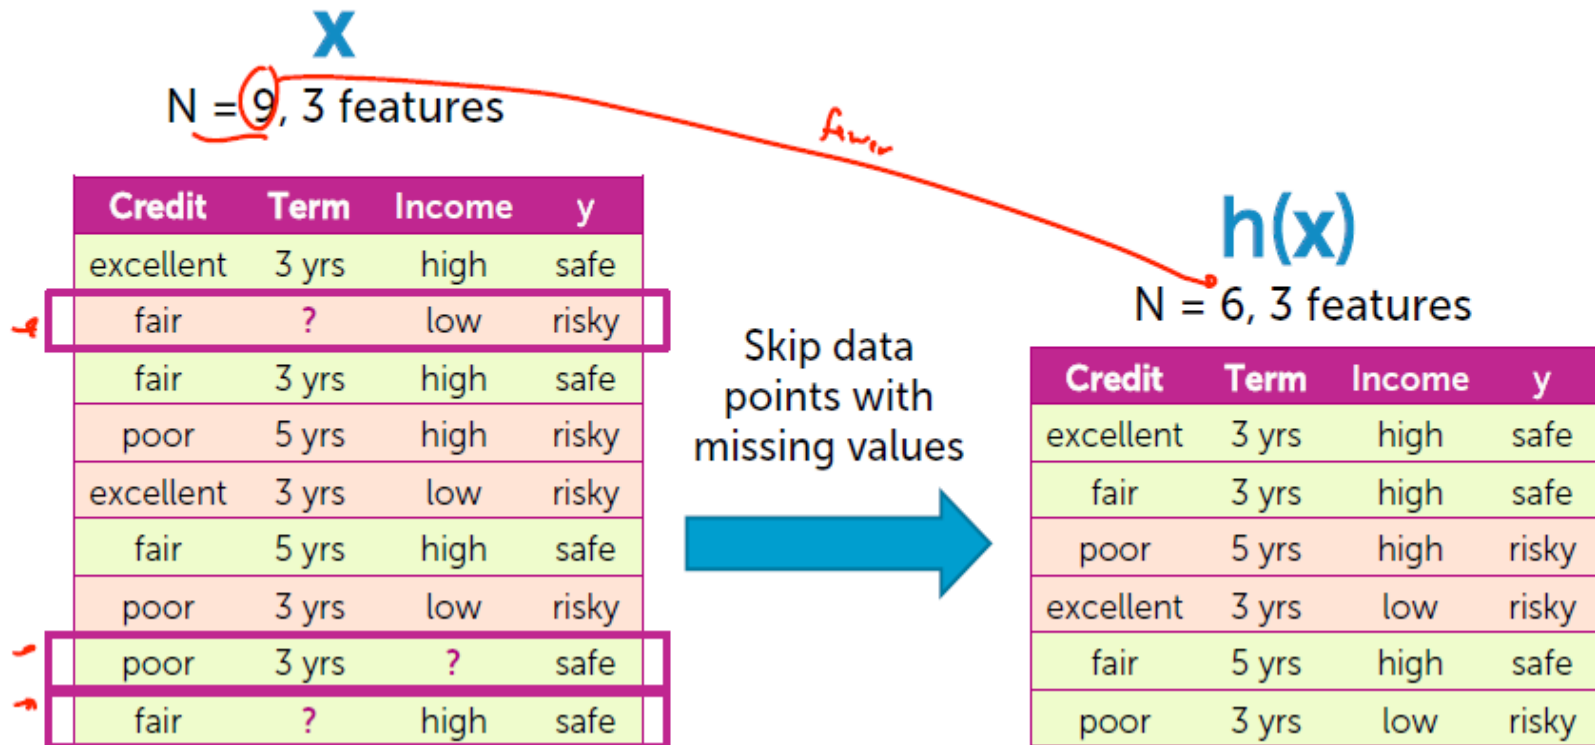 x
N = 9, 3 features
fewer
Credit Term Income y
excellent 3 yrs high safe
fair ? low risky
fair 3 yrs high safe
poor 5 yrs high risky
excellent 3 yrs low risky
fair 5 yrs high safe
poor 3 yrs low risky
poor 3 yrs ? safe
fair ? high safe
Skip data
points with
missing values
h(x)
N = 6, 3 features
Credit Term Income y
excellent 3 yrs high safe
fair 3 yrs high safe
poor 5 yrs high risky
excellent 3 yrs low risky
fair 5 yrs high safe
poor 3 yrs low risky